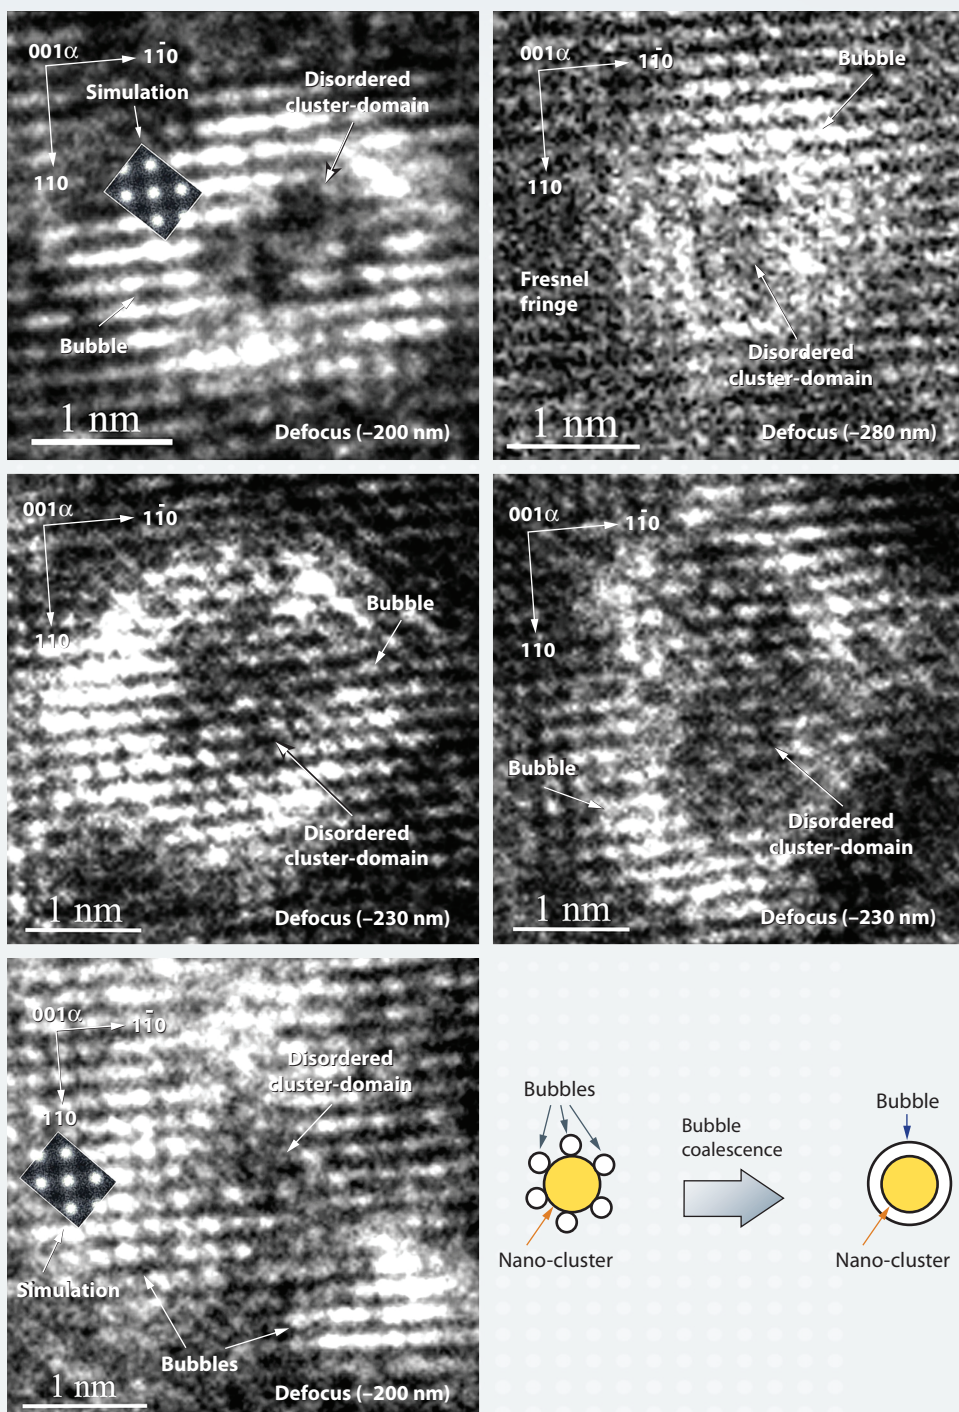 001α
11̄0
Simulation
Disordered
cluster-domain
110
Bubble
1 nm
Defocus (–200 nm)
001α
11̄0
Bubble
110
Fresnel
fringe
Disordered
cluster-domain
1 nm
Defocus (–280 nm)
001α
11̄0
110
Bubble
Disordered
cluster-domain
1 nm
Defocus (–230 nm)
001α
11̄0
110
Bubble
Disordered
cluster-domain
1 nm
Defocus (–230 nm)
001α
11̄0
Disordered
cluster-domain
110
Simulation
Bubbles
1 nm
Defocus (–200 nm)
Bubbles
Nano-cluster
Bubble
coalescence
Bubble
Nano-cluster